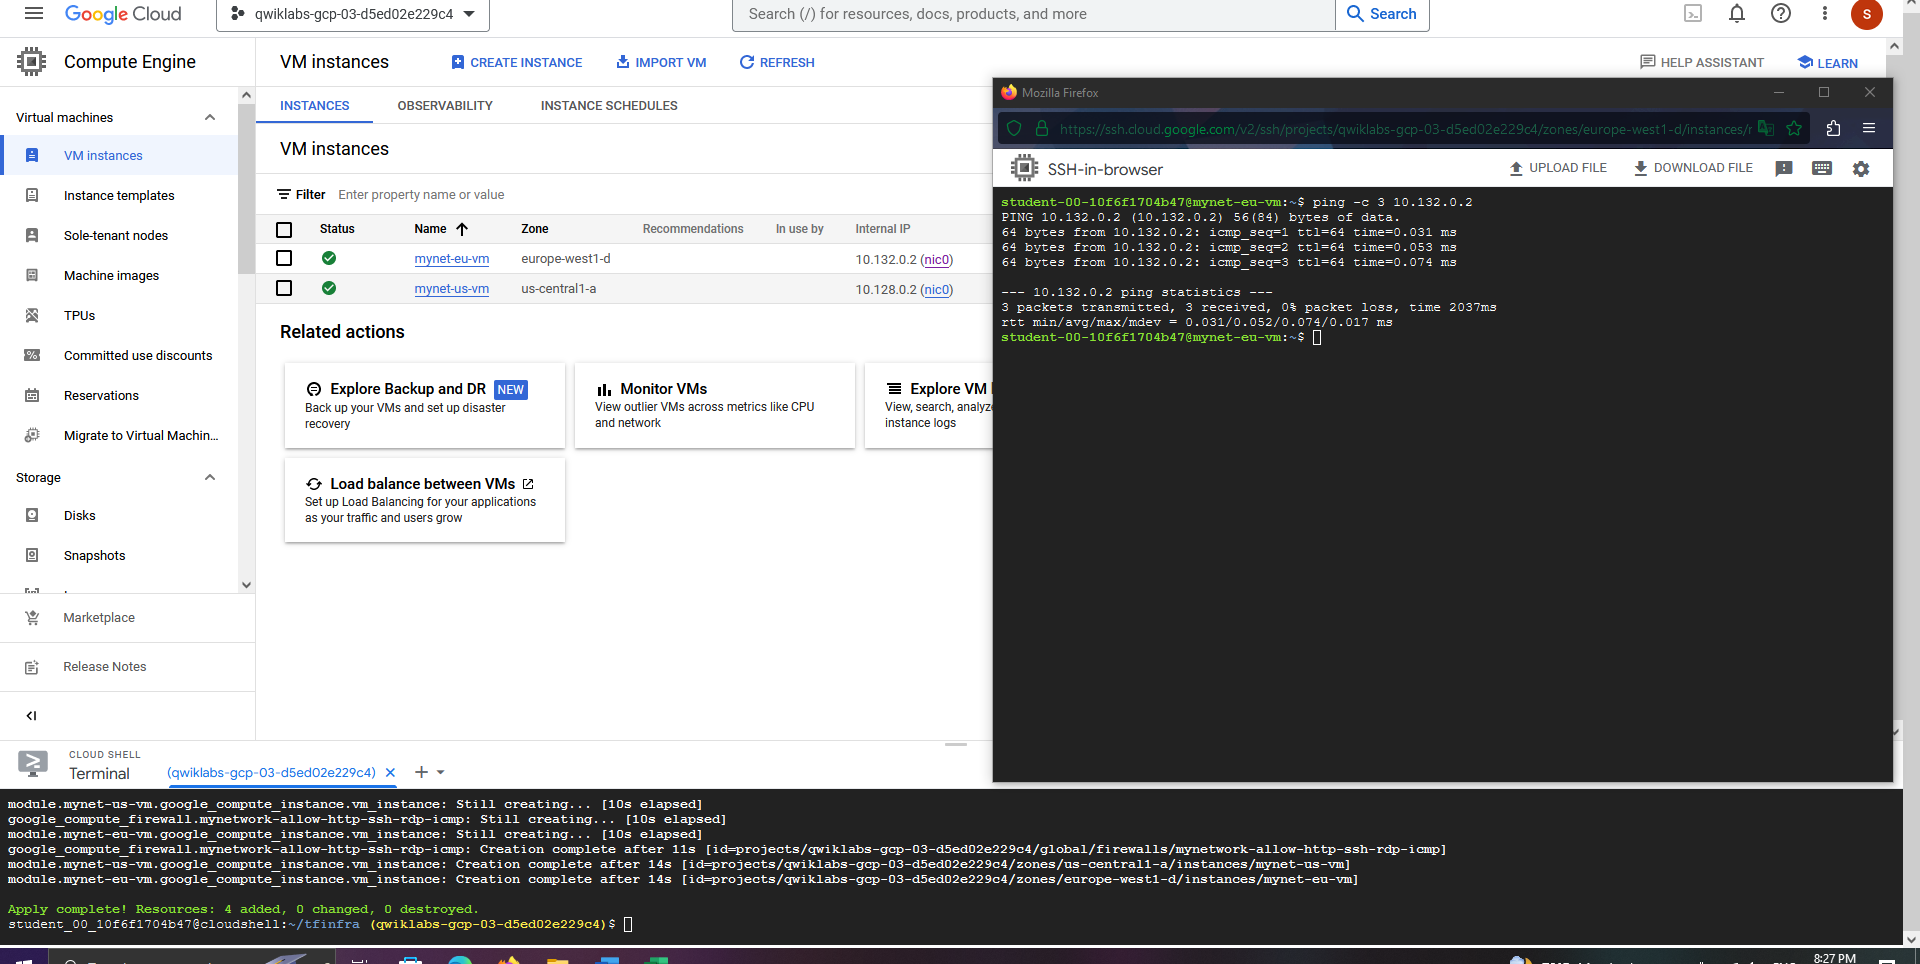 Google Cloud
qwiklabs-gcp-03-d5ed02e229c4
Search (/) for resources, docs, products, and more
Search
S
Compute Engine
VM instances
CREATE INSTANCE
IMPORT VM
REFRESH
HELP ASSISTANT
LEARN
Virtual machines
VM instances
Instance templates
Sole-tenant nodes
Machine images
TPUs
Committed use discounts
Reservations
Migrate to Virtual Machin...
Storage
Disks
Snapshots
Marketplace
Release Notes
INSTANCES
OBSERVABILITY
INSTANCE SCHEDULES
VM instances
Filter Enter property name or value
Status Name Zone Recommendations In use by Internal IP
mynet-eu-vm europe-west1-d 10.132.0.2 (nic0)
mynet-us-vm us-central1-a 10.128.0.2 (nic0)
Related actions
Explore Backup and DR NEW
Back up your VMs and set up disaster
recovery
Monitor VMs
View outlier VMs across metrics like CPU
and network
Explore VM
View, search, analyze
instance logs
Load balance between VMs
Set up Load Balancing for your applications
as your traffic and users grow
Mozilla Firefox
https://ssh.cloud.google.com/v2/ssh/projects/qwiklabs-gcp-03-d5ed02e229c4/zones/europe-west1-d/instances/
SSH-in-browser
UPLOAD FILE
DOWNLOAD FILE
student-00-10f6f1704b47@mynet-eu-vm:~$ ping -c 3 10.132.0.2
PING 10.132.0.2 (10.132.0.2) 56(84) bytes of data.
64 bytes from 10.132.0.2: icmp_seq=1 ttl=64 time=0.031 ms
64 bytes from 10.132.0.2: icmp_seq=2 ttl=64 time=0.053 ms
64 bytes from 10.132.0.2: icmp_seq=3 ttl=64 time=0.074 ms
--- 10.132.0.2 ping statistics ---
3 packets transmitted, 3 received, 0% packet loss, time 2037ms
rtt min/avg/max/mdev = 0.031/0.052/0.074/0.017 ms
student-00-10f6f1704b47@mynet-eu-vm:~$
CLOUD SHELL
Terminal
(qwiklabs-gcp-03-d5ed02e229c4)
module.mynet-us-vm.google_compute_instance.vm_instance: Still creating... [10s elapsed]
google_compute_firewall.mynetwork-allow-http-ssh-rdp-icmp: Still creating... [10s elapsed]
module.mynet-eu-vm.google_compute_instance.vm_instance: Still creating... [10s elapsed]
google_compute_firewall.mynetwork-allow-http-ssh-rdp-icmp: Creation complete after 11s [id=projects/qwiklabs-gcp-03-d5ed02e229c4/global/firewalls/mynetwork-allow-http-ssh-rdp-icmp]
module.mynet-us-vm.google_compute_instance.vm_instance: Creation complete after 14s [id=projects/qwiklabs-gcp-03-d5ed02e229c4/zones/us-central1-a/instances/mynet-us-vm]
module.mynet-eu-vm.google_compute_instance.vm_instance: Creation complete after 14s [id=projects/qwiklabs-gcp-03-d5ed02e229c4/zones/europe-west1-d/instances/mynet-eu-vm]
Apply complete! Resources: 4 added, 0 changed, 0 destroyed.
student_00_10f6f1704b47@cloudshell:~/tfinfra (qwiklabs-gcp-03-d5ed02e229c4)$
8:27 PM